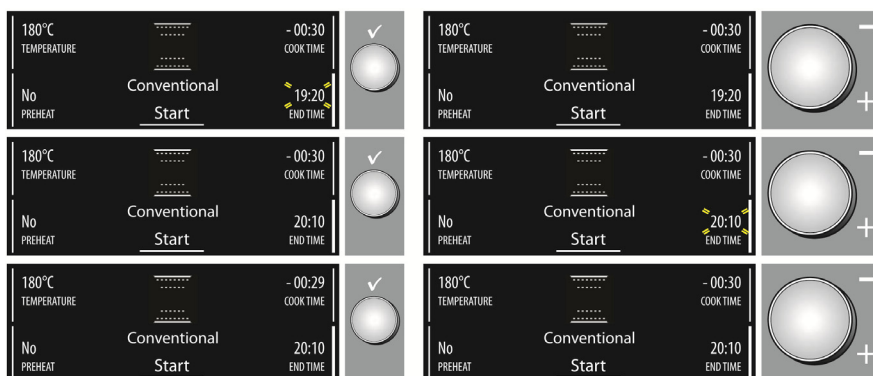 180°C - 00:30
TEMPERATURE COOK TIME
Conventional
No 19:20
PREHEAT Start END TIME
✓
180°C - 00:30
TEMPERATURE COOK TIME
Conventional
No 19:20
PREHEAT Start END TIME
-
+
180°C - 00:30
TEMPERATURE COOK TIME
Conventional
No 20:10
PREHEAT Start END TIME
✓
180°C - 00:30
TEMPERATURE COOK TIME
Conventional
No 20:10
PREHEAT Start END TIME
-
+
180°C - 00:29
TEMPERATURE COOK TIME
Conventional
No 20:10
PREHEAT Start END TIME
✓
180°C - 00:30
TEMPERATURE COOK TIME
Conventional
No 20:10
PREHEAT Start END TIME
-
+